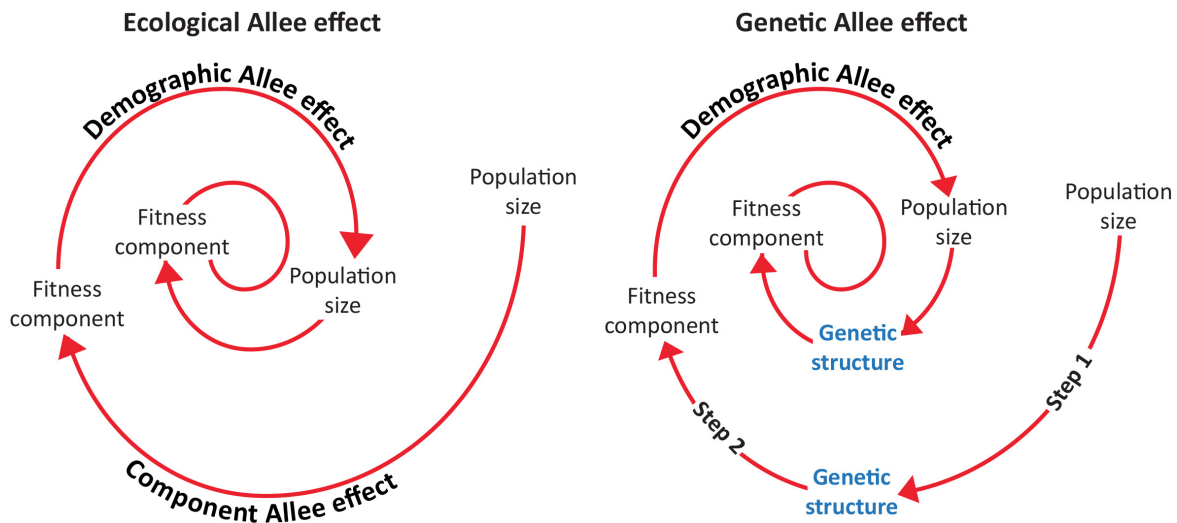 Ecological Allee effect
Demographic Allee effect
Population
size
Fitness
component
Population
size
Fitness
component
Component Allee effect
Genetic Allee effect
Demographic Allee effect
Population
size
Fitness
component
Population
size
Fitness
component
Genetic
structure
Step 1
Step 2
Genetic
structure